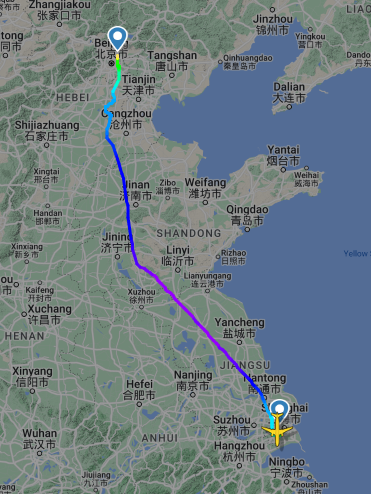 Zhangjiakou
张家口市
Jinzhou
锦州市
LIAO
Yingkou
营口市
北京市
Tangshan
唐山市
Qinhuangdao
秦皇岛市
Tianjin
天津市
Dalian
大连市
HEBEI
Cangzhou
沧州市
Shijiazhuang
石家庄市
Yantai
烟台市
Weihai
威海市
Xingtai
邢台市
Jinan
济南市
Zibo
淄博市
Weifang
潍坊市
Handan
邯郸市
Qingdao
青岛市
SHANDONG
Jining
济宁市
Linyi
临沂市
Rizhao
日照市
Xinxiang
新乡市
Yellow
Lianyungang
连云港市
Kaifeng
开封市
Xuzhou
徐州市
Xuchang
许昌市
Yancheng
盐城市
HENAN
JIANGSU
Xinyang
信阳市
Hefei
合肥市
Nanjing
南京市
Nantong
南通市
Suzhou
苏州市
Wuhan
武汉市
ANHUI
Hangzhou
杭州市
Ningbo
宁波市
Jiujiang
九江市
Zhoushan